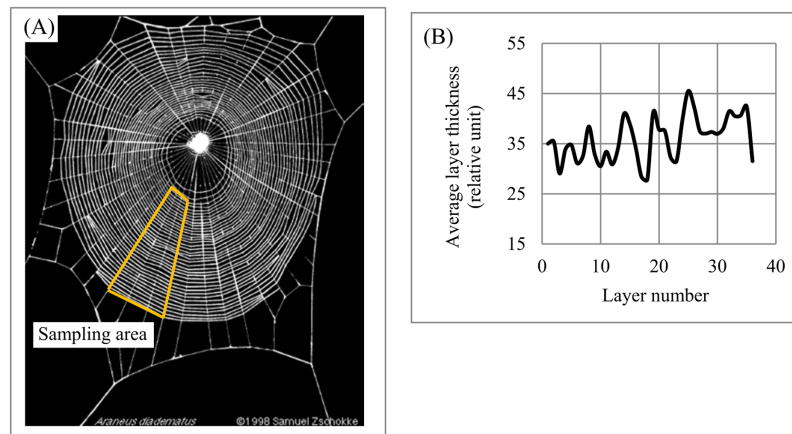 (A)
Sampling area
Araneus diadematus ©1998 Samuel Zschokke
(B)
Average layer thickness
(relative unit)
55
45
35
25
15
0 10 20 30 40
Layer number